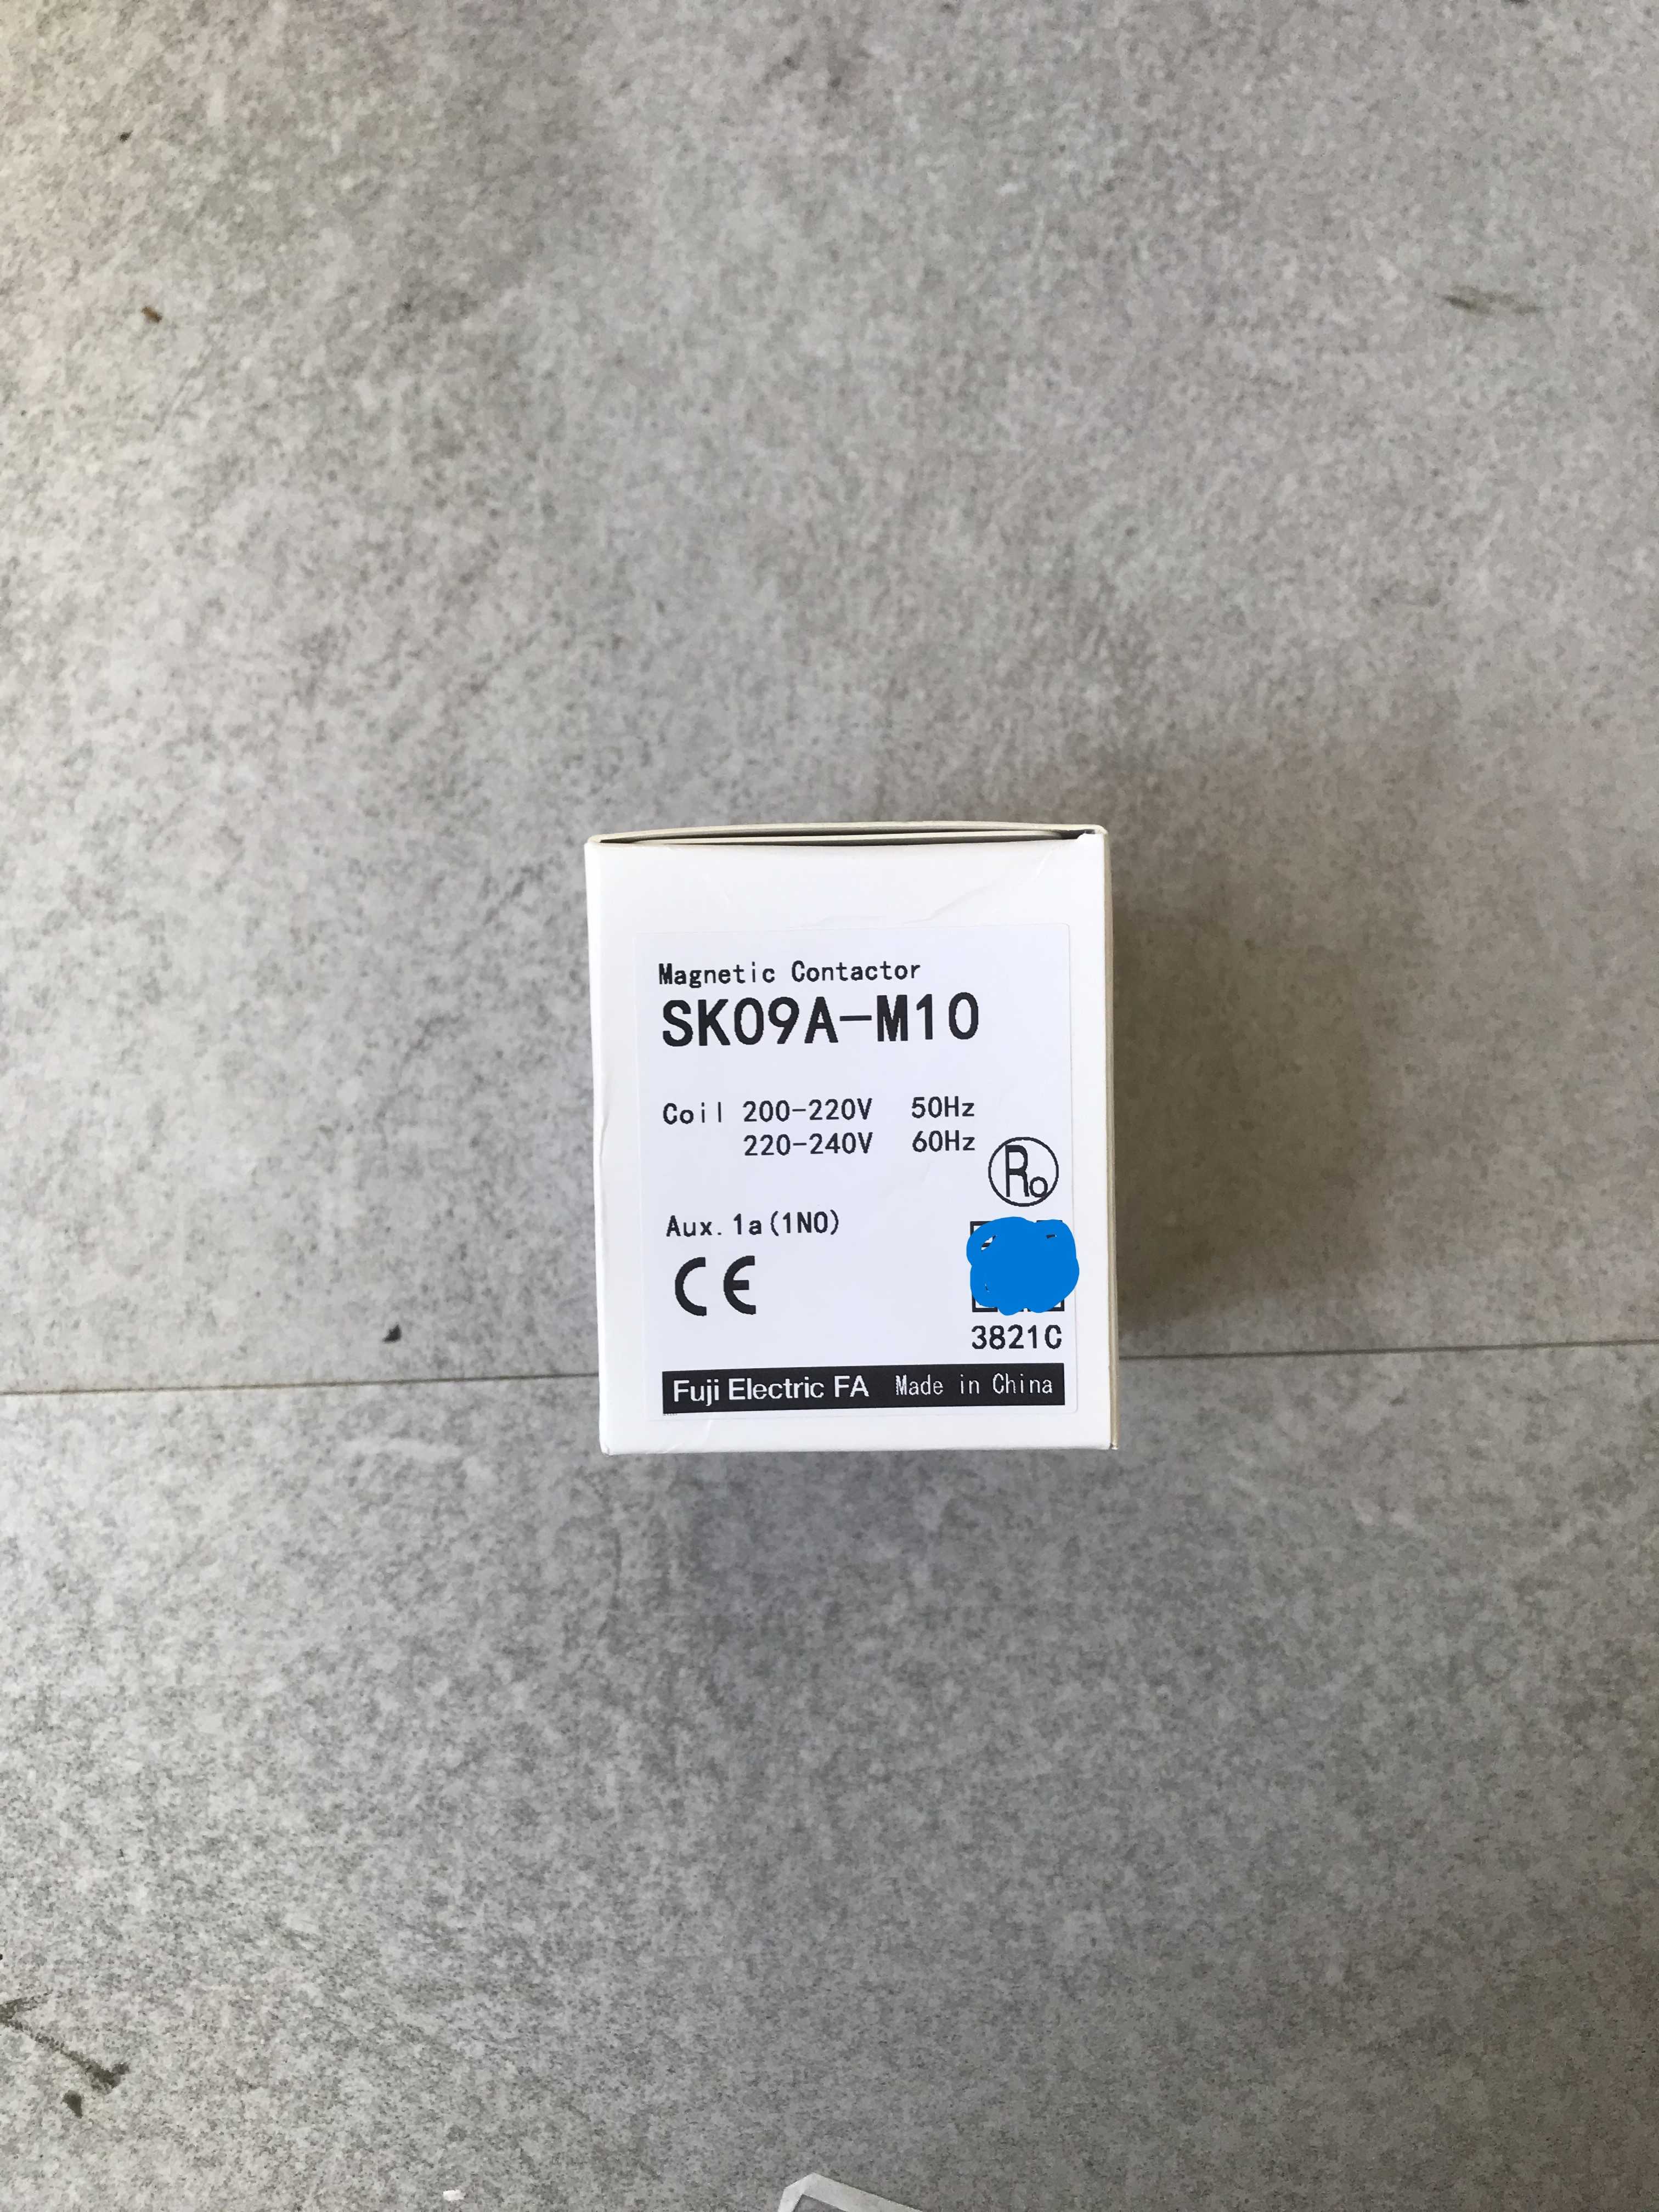 Magnetic Contactor
SK09A-M10
Coil 200-220V 50Hz
220-240V 60Hz
Ro
Aux. 1a(1NO)
CE
3821C
Fuji Electric FA Made in China